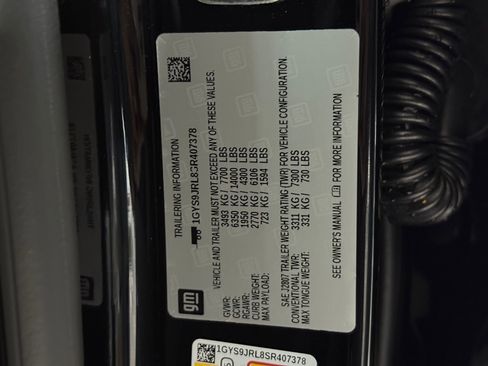 TRAILERING INFORMATION
1GYS9JRL8SR407378
VEHICLE AND TRAILER MUST NOT EXCEED ANY OF THESE VALUES.
GVWR: 3493 KG / 7700 LBS
GCWR: 6350 KG / 14000 LBS
RGAWR: 1950 KG / 4300 LBS
CURB WEIGHT: 2770 KG / 6106 LBS
MAX PAYLOAD: 723 KG / 1594 LBS
SAE J2807 TRAILER WEIGHT RATING (TWR) FOR VEHICLE CONFIGURATION.
CONVENTIONAL TWR: 3311 KG / 7300 LBS
MAX TONGUE WEIGHT: 331 KG / 730 LBS
SEE OWNER'S MANUAL FOR MORE INFORMATION
gm
1GYS9JRL8SR407378